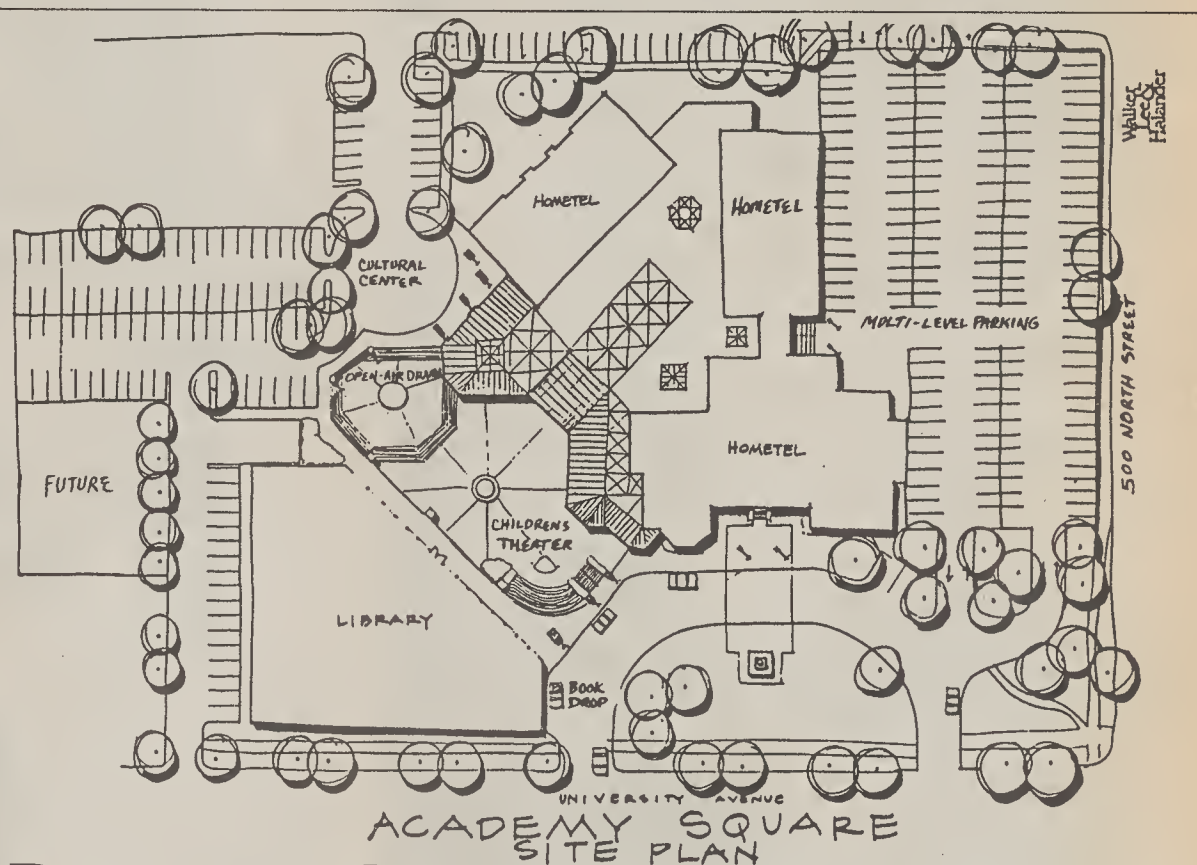 Walker
Lee &
Halander
HOMETEL
HOMETEL
CULTURAL
CENTER
MULTI-LEVEL PARKING
500 NORTH STREET
OPEN-AIR DRAMA
HOMETEL
FUTURE
CHILDRENS
THEATER
LIBRARY
BOOK
DROP
UNIVERSITY AVENUE
ACADEMY SQUARE
SITE PLAN